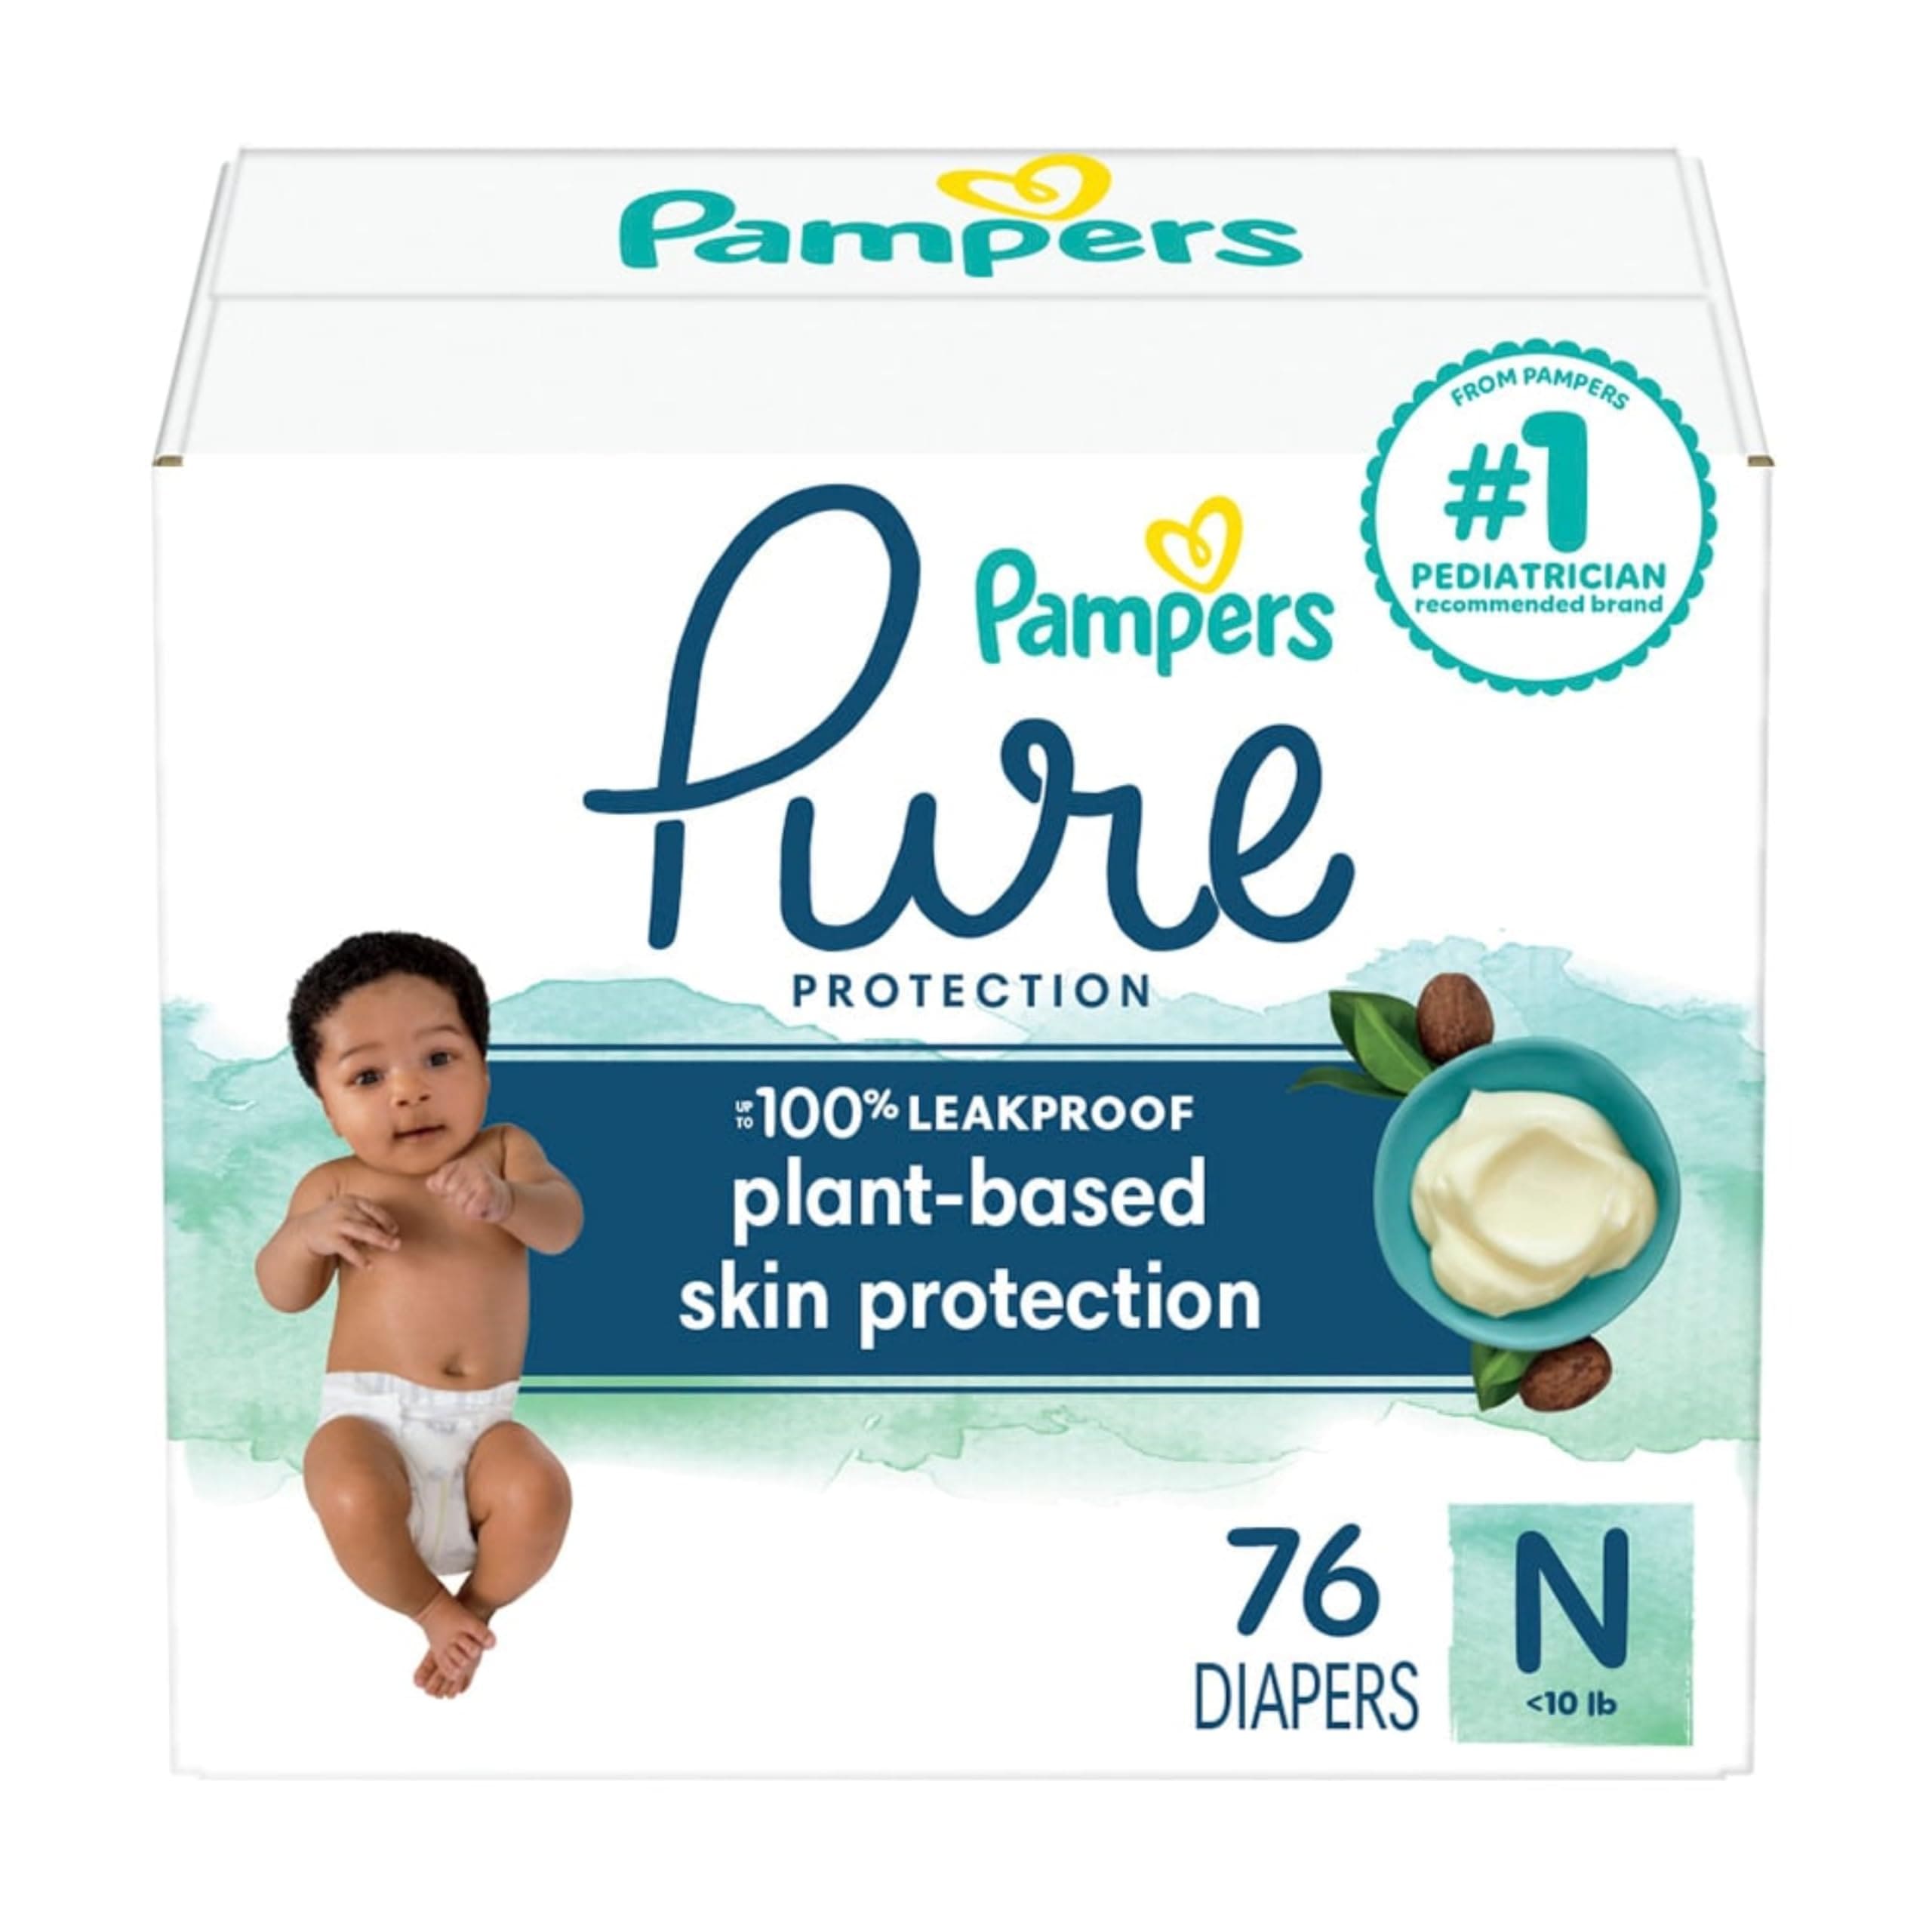 Pampers
FROM PAMPERS
#1
PEDIATRICIAN
recommended brand
Pampers
Pure
PROTECTION
UP TO 100% LEAKPROOF
plant-based
skin protection
76
DIAPERS
N
<10 lb